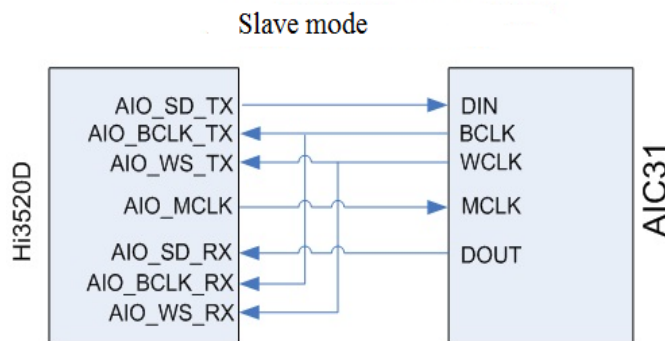 Slave mode
Hi3520D
AIO_SD_TX
AIO_BCLK_TX
AIO_WS_TX
AIO_MCLK
AIO_SD_RX
AIO_BCLK_RX
AIO_WS_RX
DIN
BCLK
WCLK
MCLK
DOUT
AIC31